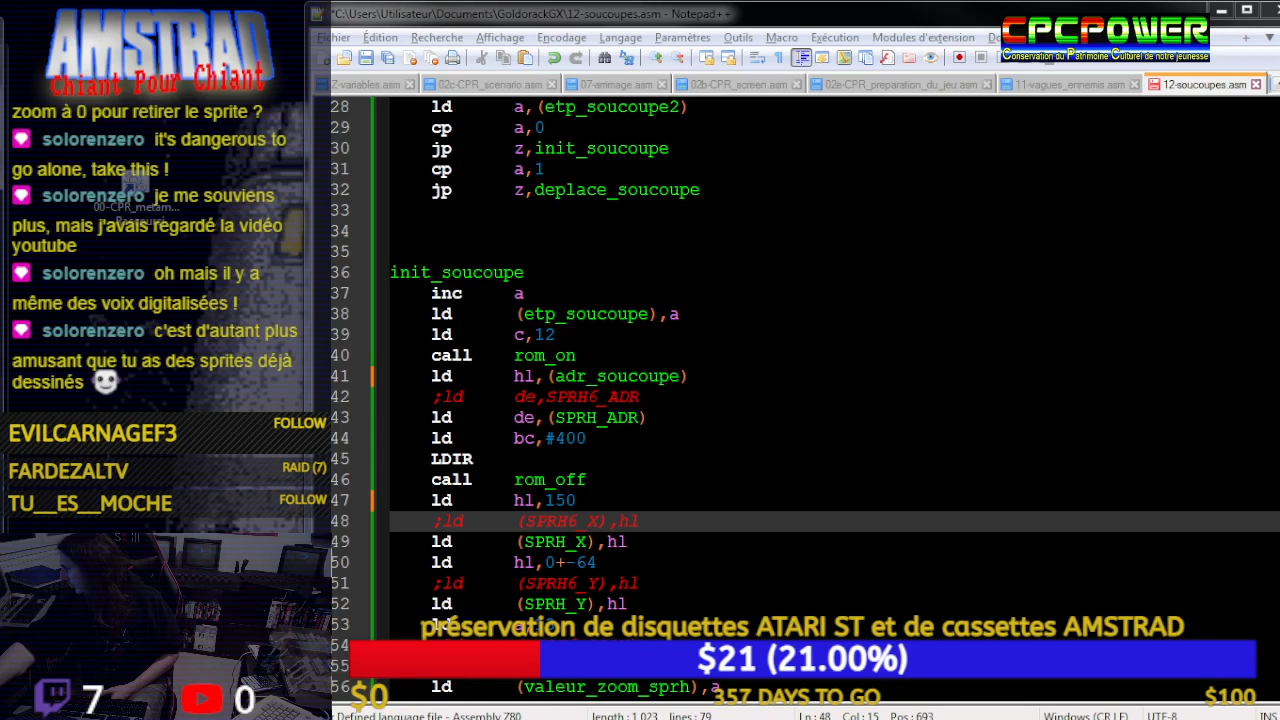 AMSTRAD
Chiant Pour Chiant
zoom à 0 pour retirer le sprite ?
solorenzero it's dangerous to
go alone, take this !
solorenzero je me souviens
plus, mais j'avais regardé la vidéo
youtube
solorenzero oh mais il y a
même des voix digitalisées !
solorenzero c'est d'autant plus
amusant que tu as des sprites déjà
dessinés
00-CPR_metam...
FOLLOW
EVILCARNAGEF3
RAID (7)
FARDEZALTV
FOLLOW
TU__ES__MOCHE
7
0
*C:\Users\Utilisateur\Documents\GoldorackGX\12-soucoupes.asm - Notepad++
Fichier Édition Recherche Affichage Encodage Langage Paramètres Outils Macro Exécution Modules d'extension
CPCPOWER
Conservation du Patrimoine Culturel de notre jeunesse
Z-variables.asm 02c-CPR_scenario.asm 07-arrimage.asm 02b-CPR_screen.asm 02e-CPR_preparation_du_jeu.asm 11-vagues_ennemis.asm 12-soucoupes.asm
28 ld a,(etp_soucoupe2)
29 cp a,0
30 jp z,init_soucoupe
31 cp a,1
32 jp z,deplace_soucoupe
33
34
35
36 init_soucoupe
37 inc a
38 ld (etp_soucoupe),a
39 ld c,12
40 call rom_on
41 ld hl,(adr_soucoupe)
42 ;ld de,SPRH6_ADR
43 ld de,(SPRH_ADR)
44 ld bc,#400
45 LDIR
46 call rom_off
47 ld hl,150
48 ;ld (SPRH6_X),hl
49 ld (SPRH_X),hl
50 ld hl,0+-64
51 ;ld (SPRH6_Y),hl
52 ld (SPRH_Y),hl
53
54
55
56 ld (valeur_zoom_sprh),a
préservation de disquettes ATARI ST et de cassettes AMSTRAD
$21 (21.00%)
$0
357 DAYS TO GO
$100
Defined language file - Assembly Z80 length : 1 023 lines : 79 Ln : 48 Col : 15 Pos : 693 Windows (CR LF) UTF-8 INS